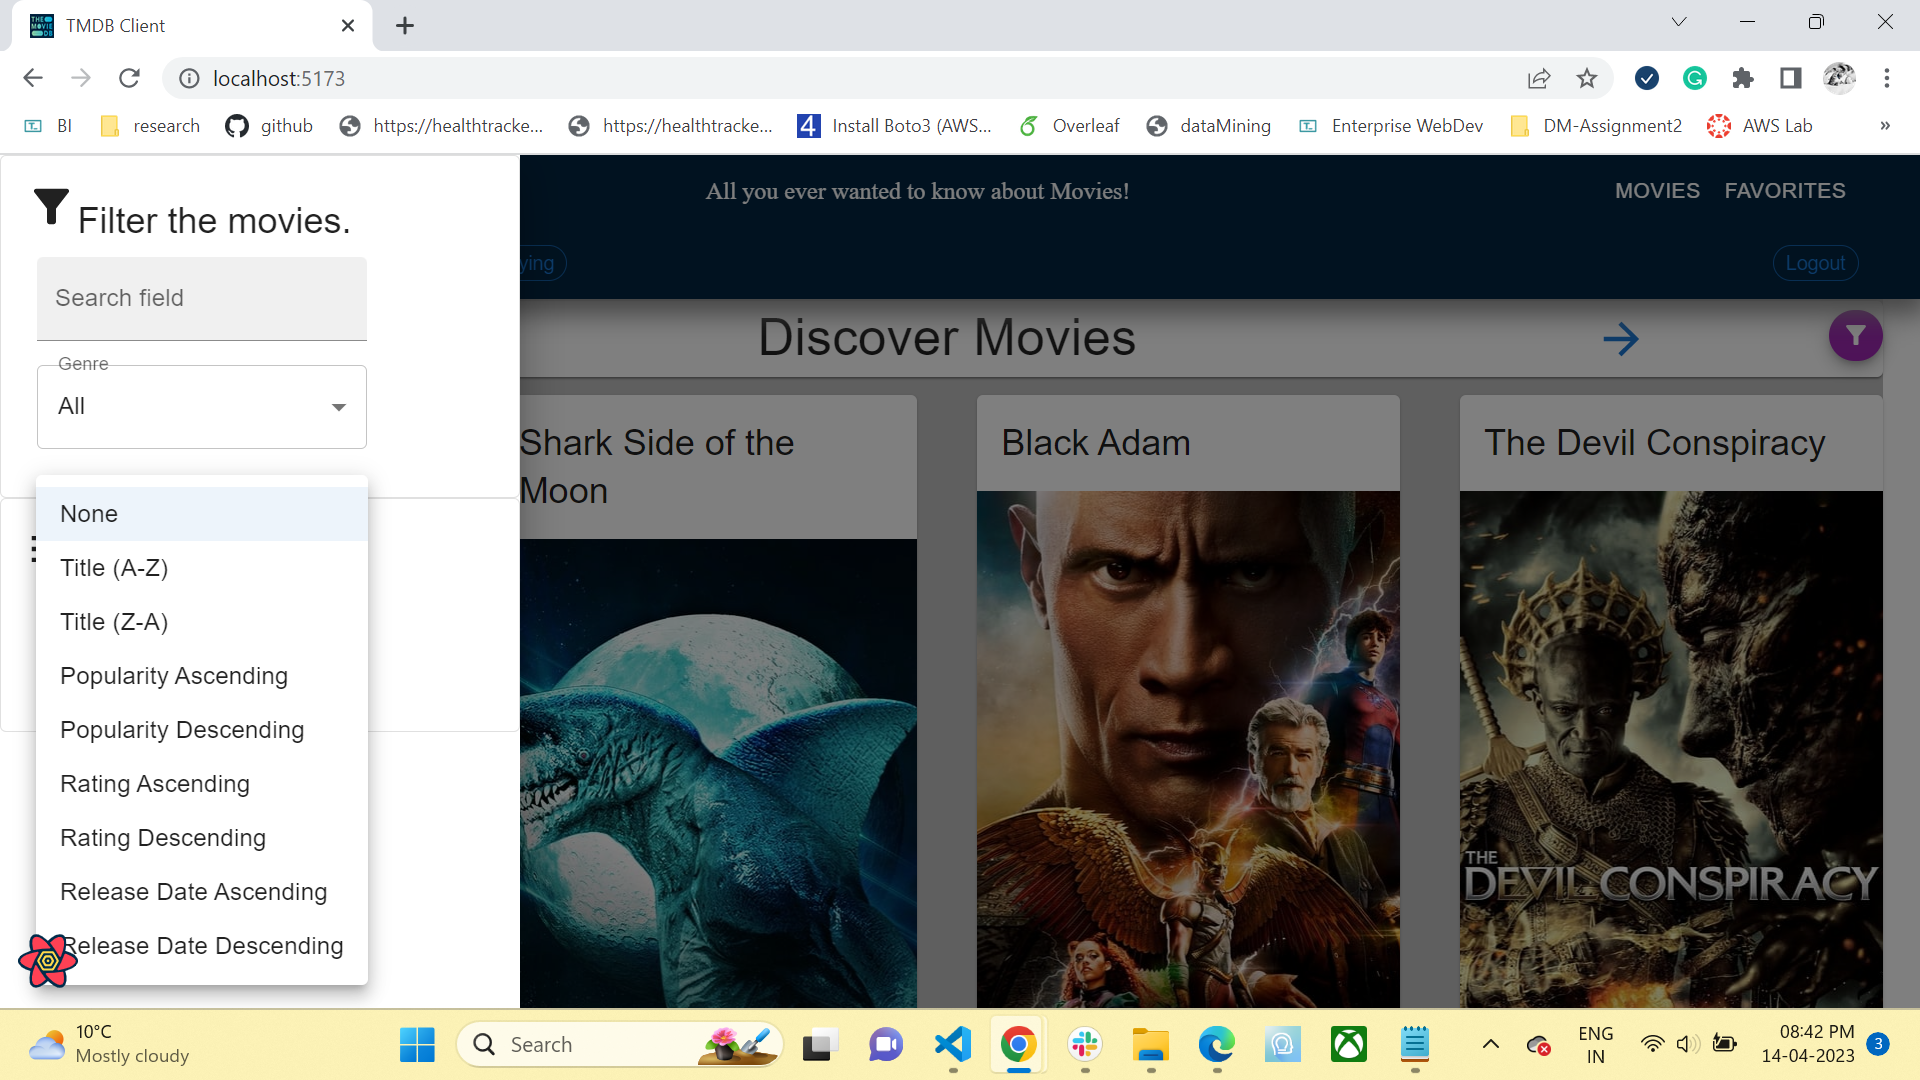 TMDB Client
localhost:5173
BI
research
github
https://healthtracke...
https://healthtracke...
Install Boto3 (AWS...
Overleaf
dataMining
Enterprise WebDev
DM-Assignment2
AWS Lab
»
All you ever wanted to know about Movies!
MOVIES
FAVORITES
ying
Logout
Filter the movies.
Search field
Genre
All
None
Title (A-Z)
Title (Z-A)
Popularity Ascending
Popularity Descending
Rating Ascending
Rating Descending
Release Date Ascending
Release Date Descending
Discover Movies
Shark Side of the
Moon
Black Adam
The Devil Conspiracy
THE
DEVIL CONSPIRACY
10°C
Mostly cloudy
Search
ENG
IN
08:42 PM
14-04-2023
3